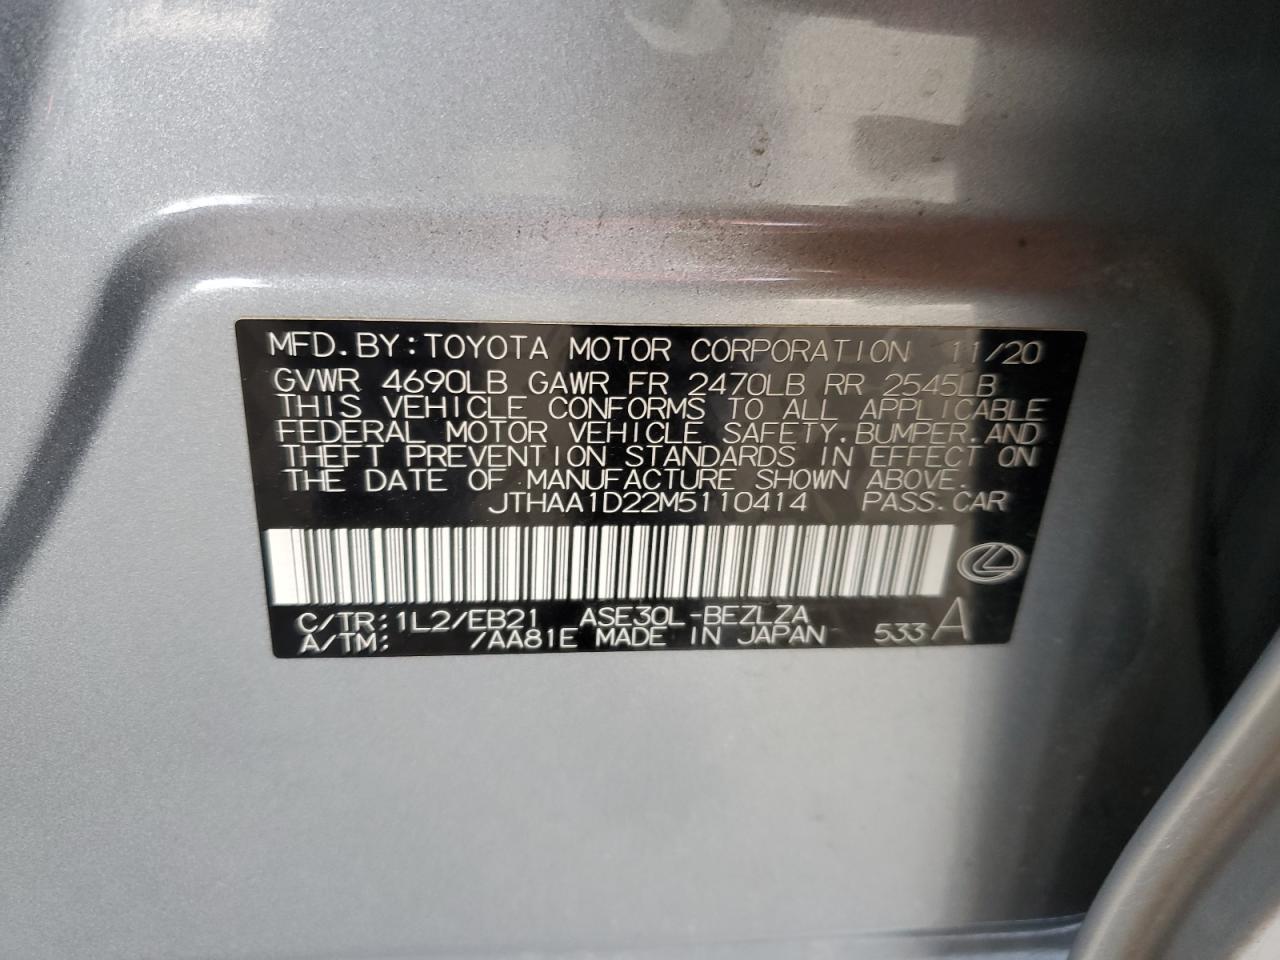 MFD.BY:TOYOTA MOTOR CORPORATION 11/20
GVWR 4690LB GAWR FR 2470LB RR 2545LB
THIS VEHICLE CONFORMS TO ALL APPLICABLE
FEDERAL MOTOR VEHICLE SAFETY.BUMPER.AND
THEFT PREVENTION STANDARDS IN EFFECT ON
THE DATE OF MANUFACTURE SHOWN ABOVE.
JTHAA1D22M5110414 PASS.CAR
C/TR:1L2/EB21 ASE30L-BEZLZA
A/TM: /AA81E MADE IN JAPAN 533 A